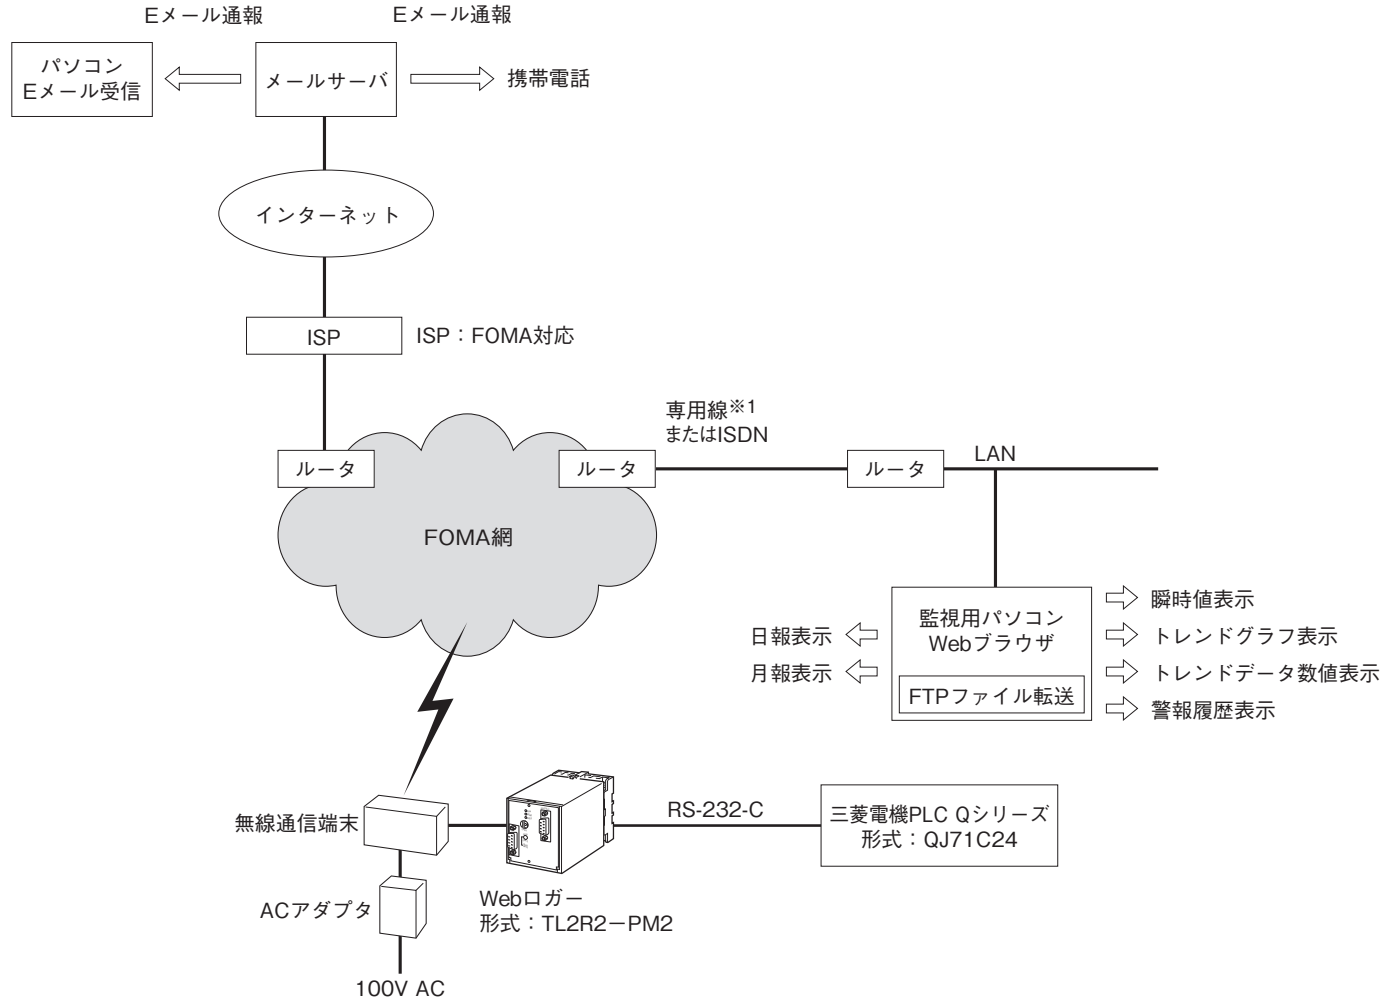 Eメール通報
Eメール通報
パソコン
Eメール受信
メールサーバ
携帯電話
インターネット
ISP
ISP：FOMA対応
専用線※1
またはISDN
ルータ
ルータ
ルータ
LAN
FOMA網
監視用パソコン
Webブラウザ
FTPファイル転送
日報表示
月報表示
瞬時値表示
トレンドグラフ表示
トレンドデータ数値表示
警報履歴表示
無線通信端末
RS-232-C
三菱電機PLC Qシリーズ
形式：QJ71C24
ACアダプタ
Webロガー
形式：TL2R2－PM2
100V AC